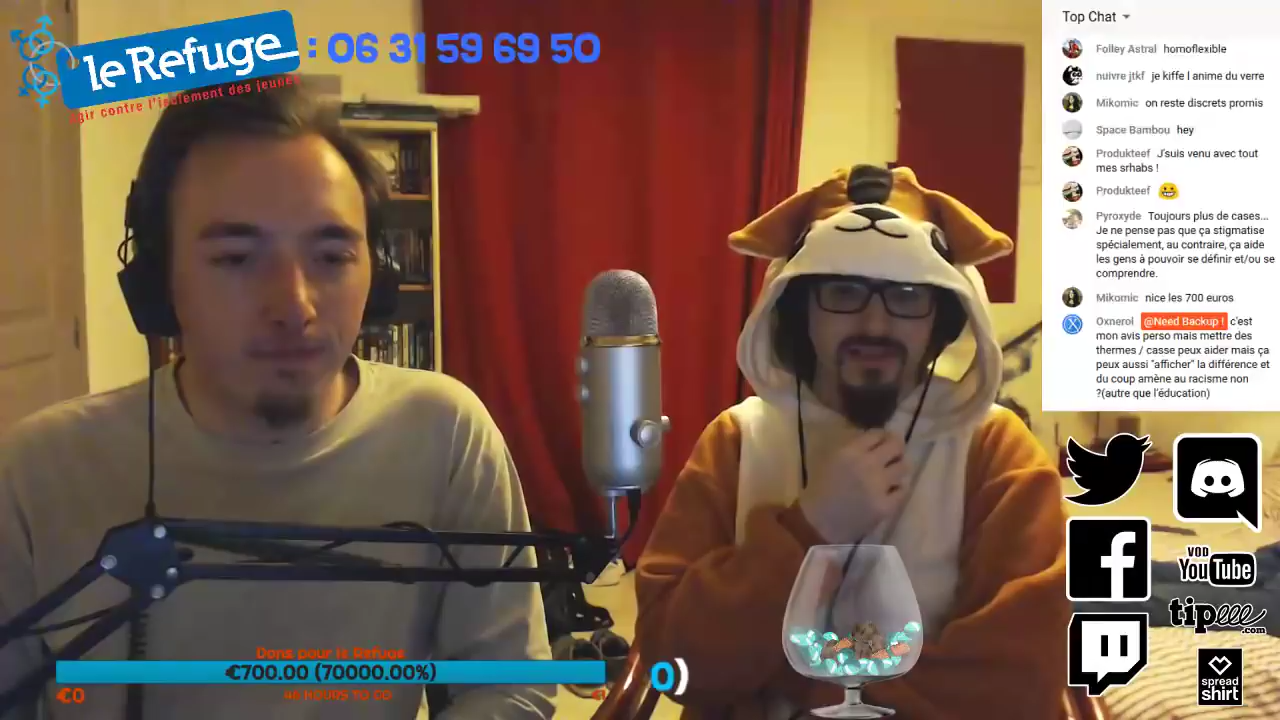 le Refuge
: 06 31 59 69 50
agir contre l'isolement des jeunes
Top Chat
Folley Astral homoflexible
nuivre jtkf je kiffe l anime du verre
Mikomic on reste discrets promis
Space Bambou hey
Produkteef J'suis venu avec tout
mes srhabs !
Produkteef
Pyroxyde Toujours plus de cases...
Je ne pense pas que ça stigmatise
spécialement, au contraire, ça aide
les gens à pouvoir se définir et/ou se
comprendre.
Mikomic nice les 700 euros
Oxnerol @Need Backup ! c'est
mon avis perso mais mettre des
thermes / casse peux aider mais ça
peux aussi "afficher" la différence et
du coup amène au racisme non
?(autre que l'éducation)
VOD
YouTube
tipeee
.com
spread
shirt
Dons pour le Refuge
€700.00 (70000.00%)
€0
46 HOURS TO GO
€1
0)